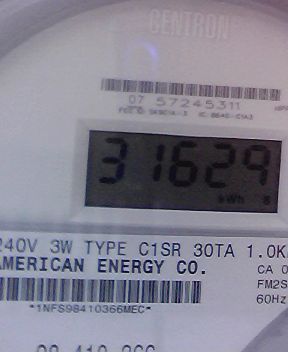 CENTRON
07 57245311
31629
kWh 8
240V 3W TYPE C1SR 30TA 1.0K
AMERICAN ENERGY CO.
CA 0
FM2S
60Hz
*1NFS98410366MEC*